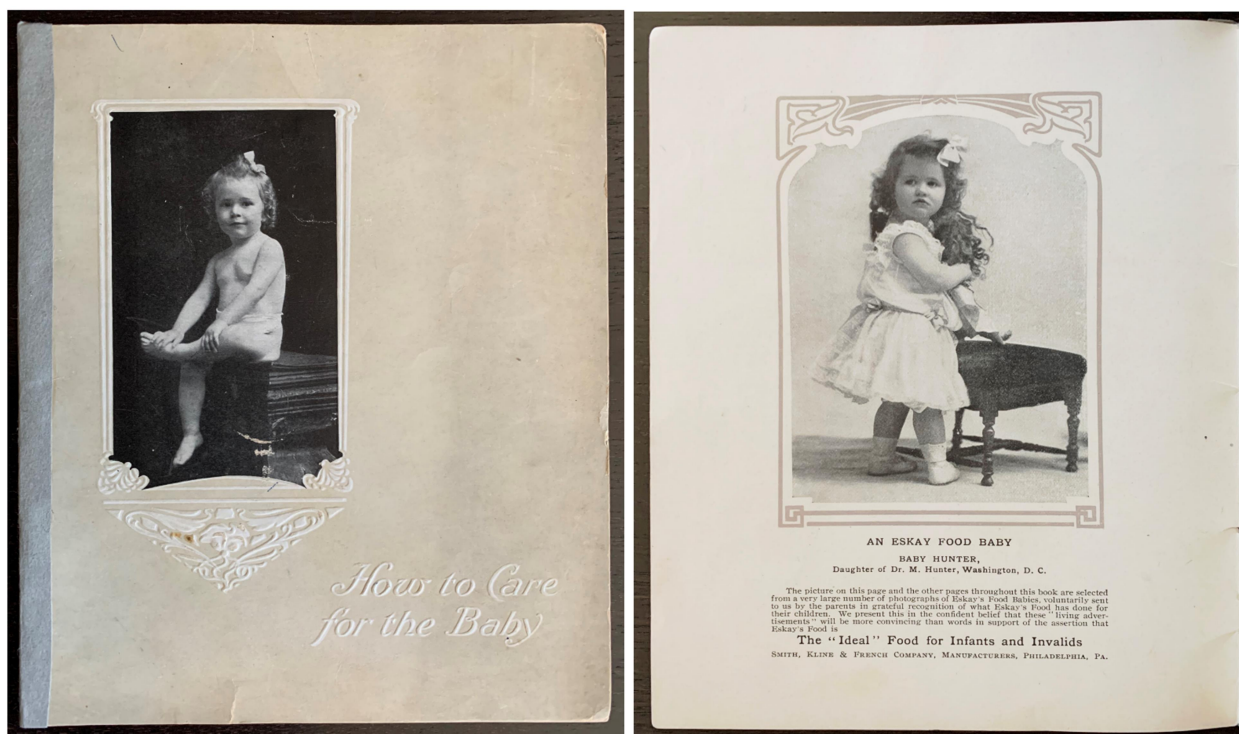 How to Care
for the Baby
AN ESKAY FOOD BABY
BABY HUNTER,
Daughter of Dr. M. Hunter, Washington, D. C.
The picture on this page and the other pages throughout this book are selected
from a very large number of photographs of Eskay's Food Babies, voluntarily sent
to us by the parents in grateful recognition of what Eskay's Food has done for
their children. We present this in the confident belief that these "living adver-
tisements" will be more convincing than words in support of the assertion that
Eskay's Food is
The "Ideal" Food for Infants and Invalids
SMITH, KLINE & FRENCH COMPANY, MANUFACTURERS, PHILADELPHIA, PA.